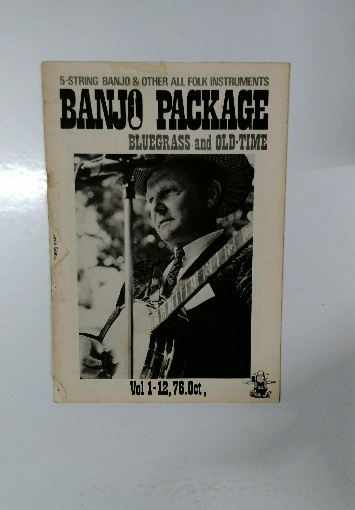 5-STRING BANJO & OTHER ALL FOLK INSTRUMENTS
BANJO PACKAGE
BLUEGRASS and OLD-TIME
Vol 1-12, 76.Oct,